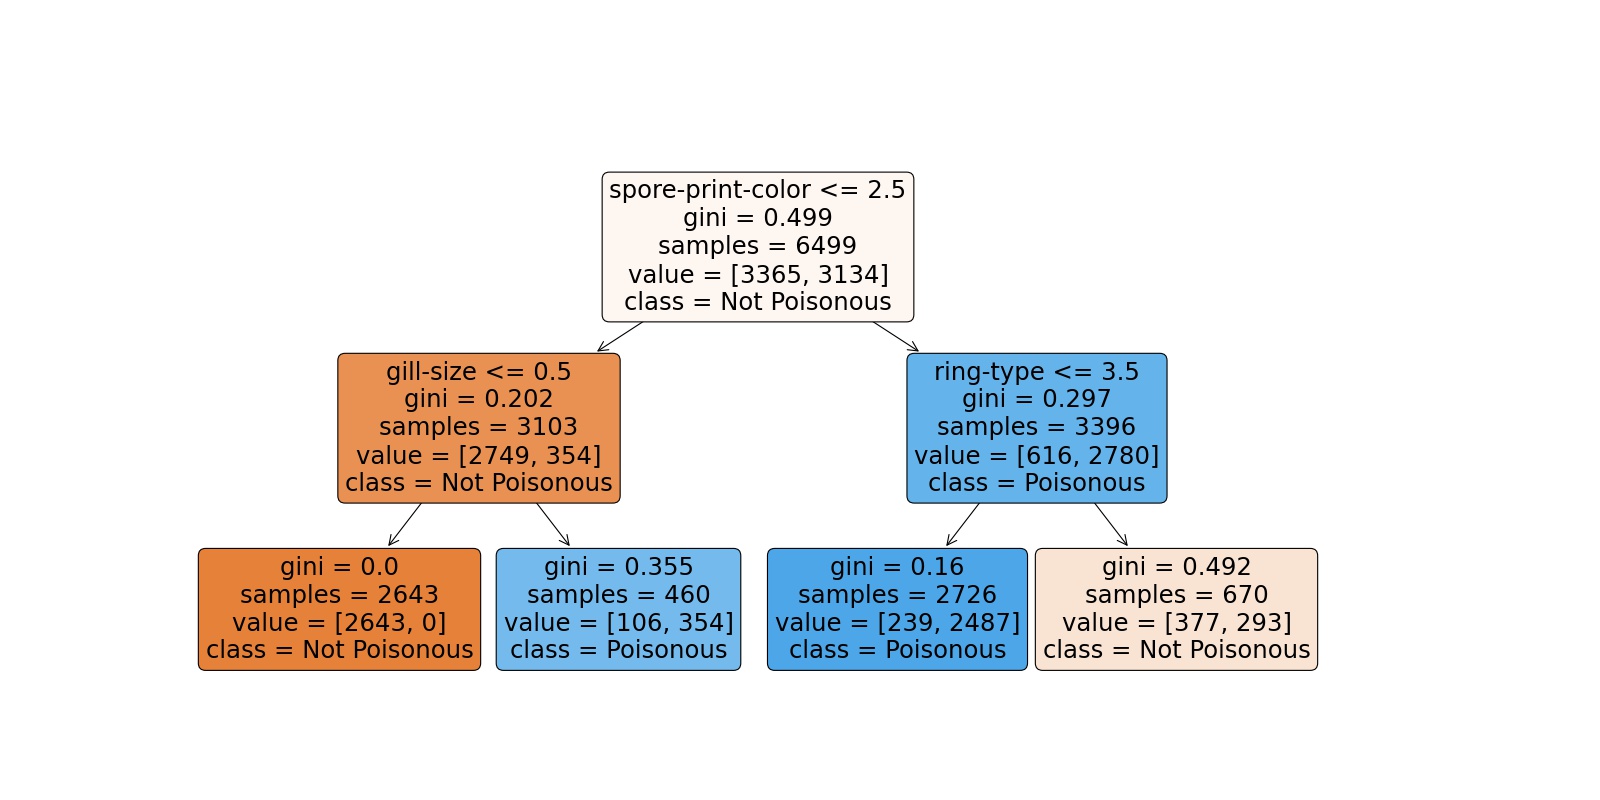 spore-print-color <= 2.5
gini = 0.499
samples = 6499
value = [3365, 3134]
class = Not Poisonous
gill-size <= 0.5
gini = 0.202
samples = 3103
value = [2749, 354]
class = Not Poisonous
ring-type <= 3.5
gini = 0.297
samples = 3396
value = [616, 2780]
class = Poisonous
gini = 0.0
samples = 2643
value = [2643, 0]
class = Not Poisonous
gini = 0.355
samples = 460
value = [106, 354]
class = Poisonous
gini = 0.16
samples = 2726
value = [239, 2487]
class = Poisonous
gini = 0.492
samples = 670
value = [377, 293]
class = Not Poisonous